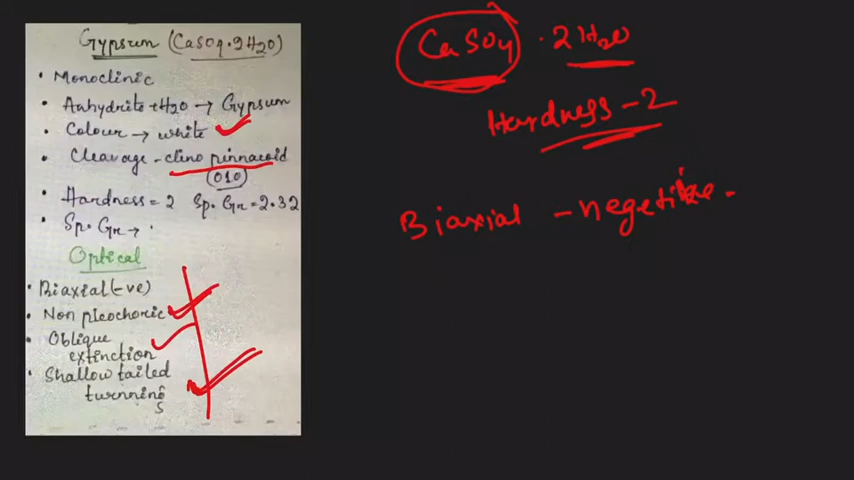 Gypsum (CaSO4.2H2O)
• Monoclinic
• Anhydrite+H2O → Gypsum
• Colour → white
• Cleavage - clino pinnacoid
(010)
• Hardness = 2 Sp. Gr = 2.32
• Sp. Gr →
Optical
• Biaxial (-ve)
• Non pleochoric
• Oblique
extinction
• Shallow tailed
turnning
s
CaSO4 . 2H2O
Hardness - 2
Biaxial - negetive -